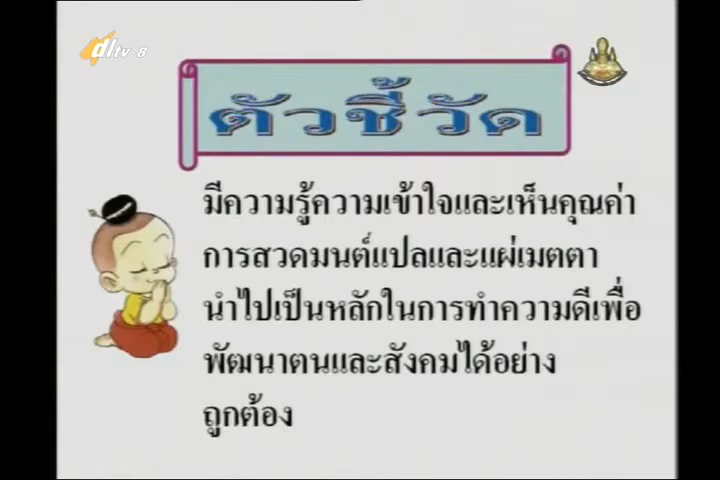 dltv 8
ตัวชี้วัด
มีความรู้ความเข้าใจและเห็นคุณค่า
การสวดมนต์แปลและแผ่เมตตา
นำไปเป็นหลักในการทำความดีเพื่อ
พัฒนาตนและสังคมได้อย่าง
ถูกต้อง